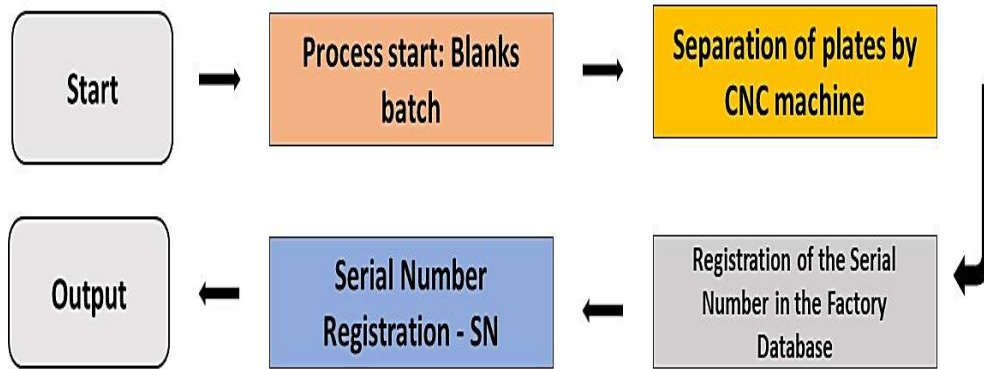 Start
Process start: Blanks
batch
Separation of plates by
CNC machine
Registration of the Serial
Number in the Factory
Database
Serial Number
Registration - SN
Output